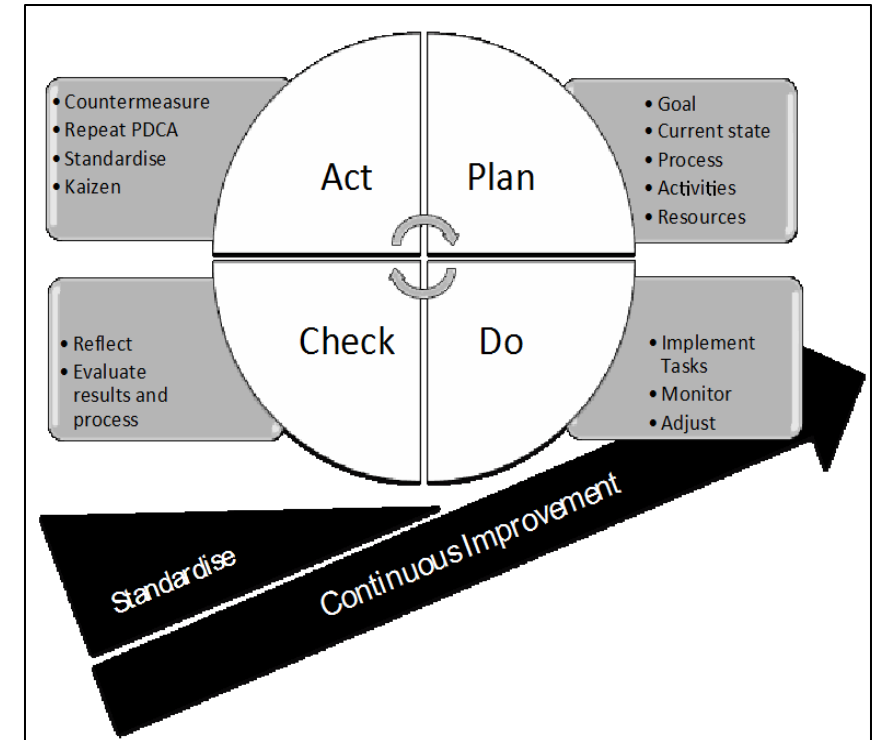 • Countermeasure
• Repeat PDCA
• Standardise
• Kaizen
Act
Plan
• Goal
• Current state
• Process
• Activities
• Resources
• Reflect
• Evaluate
results and
process
Check
Do
• Implement
Tasks
• Monitor
• Adjust
Standardise
Continuous Improvement